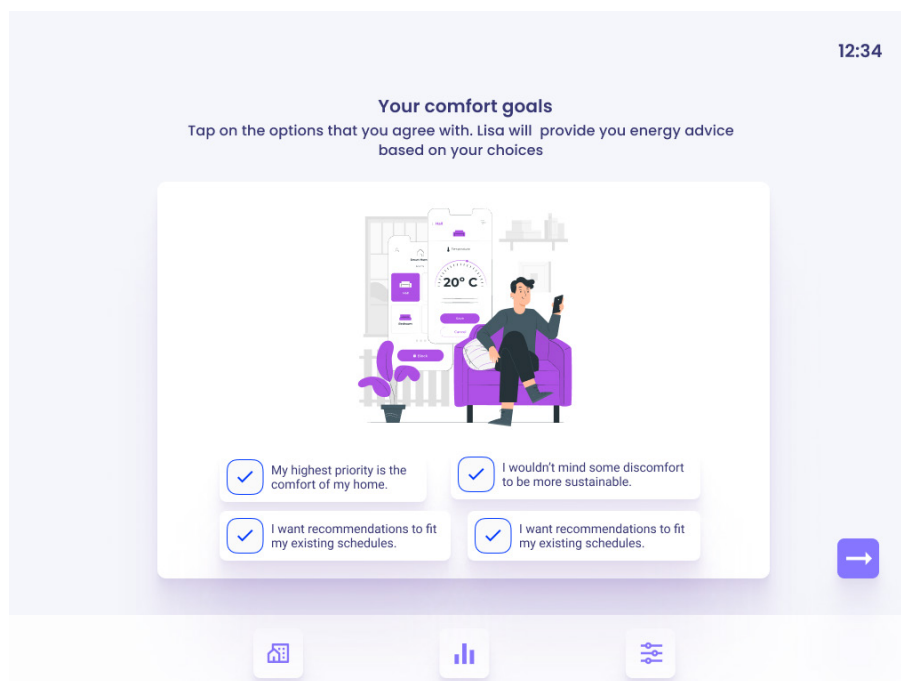 12:34
Your comfort goals
Tap on the options that you agree with. Lisa will provide you energy advice
based on your choices
20° C
My highest priority is the
comfort of my home.
I wouldn't mind some discomfort
to be more sustainable.
I want recommendations to fit
my existing schedules.
I want recommendations to fit
my existing schedules.